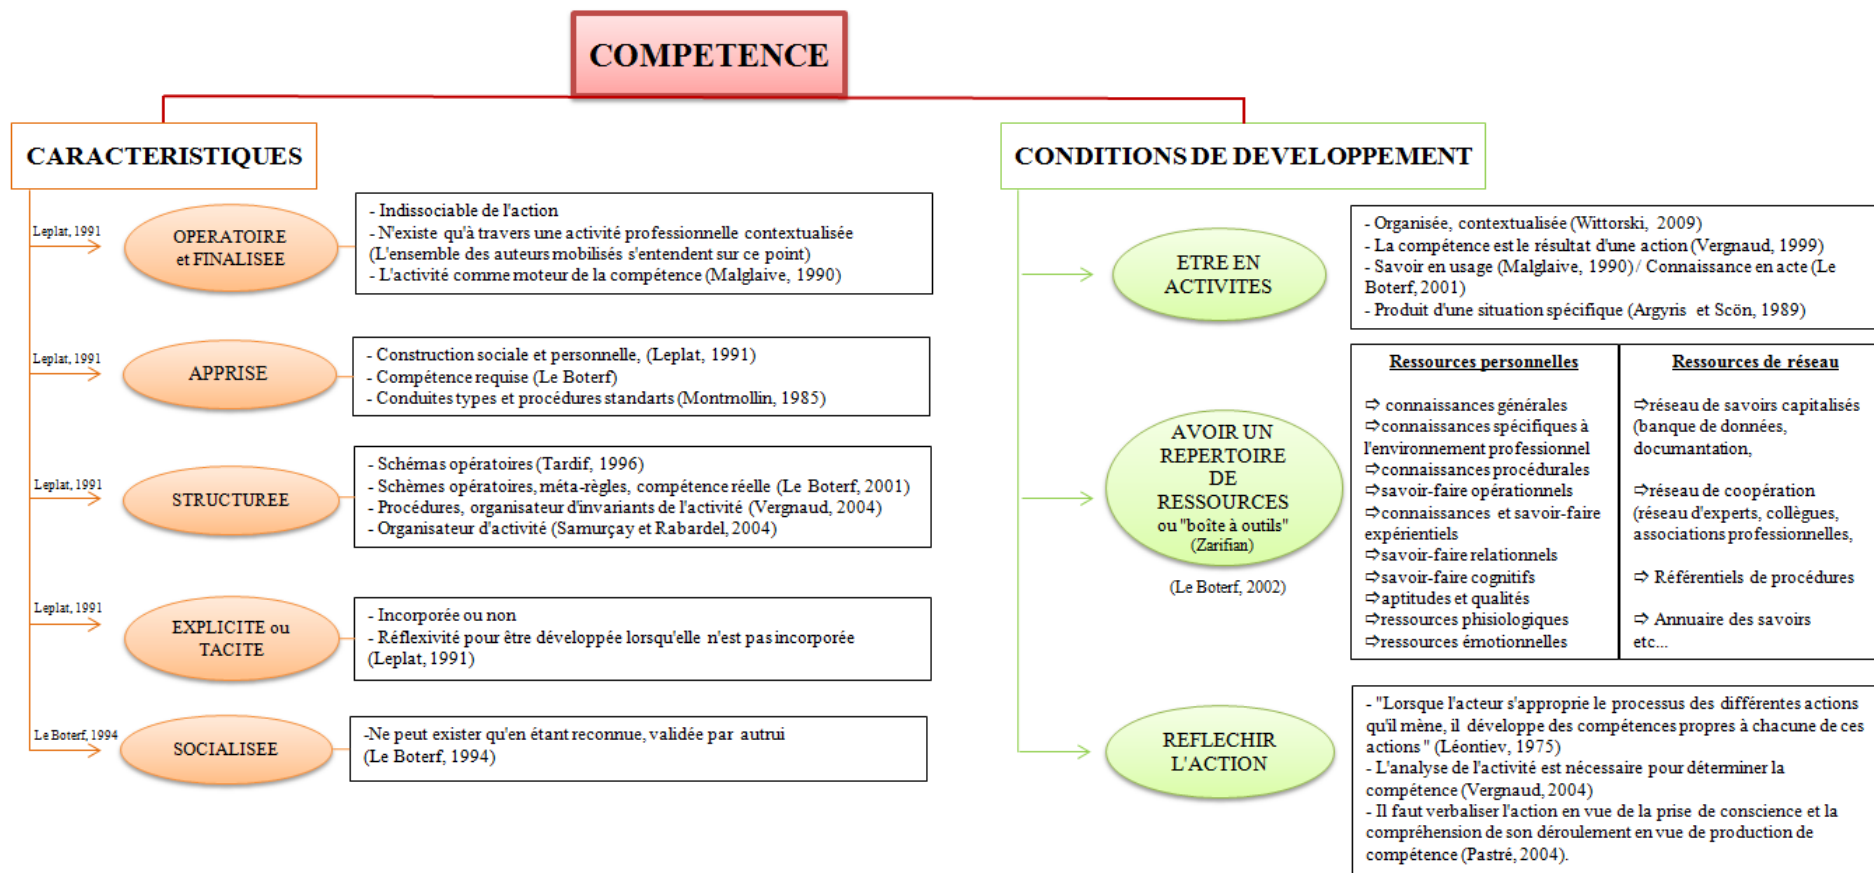 COMPETENCE
CARACTERISTIQUES
Leplat, 1991
OPERATOIRE
et FINALISEE
- Indissociable de l'action
- N'existe qu'à travers une activité professionnelle contextualisée
(L'ensemble des auteurs mobilisés s'entendent sur ce point)
- L'activité comme moteur de la compétence (Malglaive, 1990)
Leplat, 1991
APPRISE
- Construction sociale et personnelle, (Leplat, 1991)
- Compétence requise (Le Boterf)
- Conduites types et procédures standarts (Montmollin, 1985)
Leplat, 1991
STRUCTUREE
- Schémas opératoires (Tardif, 1996)
- Schèmes opératoires, méta-règles, compétence réelle (Le Boterf, 2001)
- Procédures, organisateur d'invariants de l'activité (Vergnaud, 2004)
- Organisateur d'activité (Samurçay et Rabardel, 2004)
Leplat, 1991
EXPLICITE ou
TACITE
- Incorporée ou non
- Réflexivité pour être développée lorsqu'elle n'est pas incorporée
(Leplat, 1991)
Le Boterf, 1994
SOCIALISEE
-Ne peut exister qu'en étant reconnue, validée par autrui
(Le Boterf, 1994)
CONDITIONS DE DEVELOPPEMENT
ETRE EN
ACTIVITES
- Organisée, contextualisée (Wittorski, 2009)
- La compétence est le résultat d'une action (Vergnaud, 1999)
- Savoir en usage (Malglaive, 1990) / Connaissance en acte (Le
Boterf, 2001)
- Produit d'une situation spécifique (Argyris et Scön, 1989)
AVOIR UN
REPERTOIRE
DE
RESSOURCES
ou "boîte à outils"
(Zarifian)
(Le Boterf, 2002)
Ressources personnelles
⇨ connaissances générales
⇨connaissances spécifiques à
l'environnement professionnel
⇨connaissances procédurales
⇨savoir-faire opérationnels
⇨connaissances et savoir-faire
expérientiels
⇨savoir-faire relationnels
⇨savoir-faire cognitifs
⇨aptitudes et qualités
⇨ressources phisiologiques
⇨ressources émotionnelles
Ressources de réseau
⇨réseau de savoirs capitalisés
(banque de données,
documantation,
⇨réseau de coopération
(réseau d'experts, collègues,
associations professionnelles,
⇨ Référentiels de procédures
⇨ Annuaire des savoirs
etc...
REFLECHIR
L'ACTION
- "Lorsque l'acteur s'approprie le processus des différentes actions
qu'il mène, il développe des compétences propres à chacune de ces
actions " (Léontiev, 1975)
- L'analyse de l'activité est nécessaire pour déterminer la
compétence (Vergnaud, 2004)
- Il faut verbaliser l'action en vue de la prise de conscience et la
compréhension de son déroulement en vue de production de
compétence (Pastré, 2004).